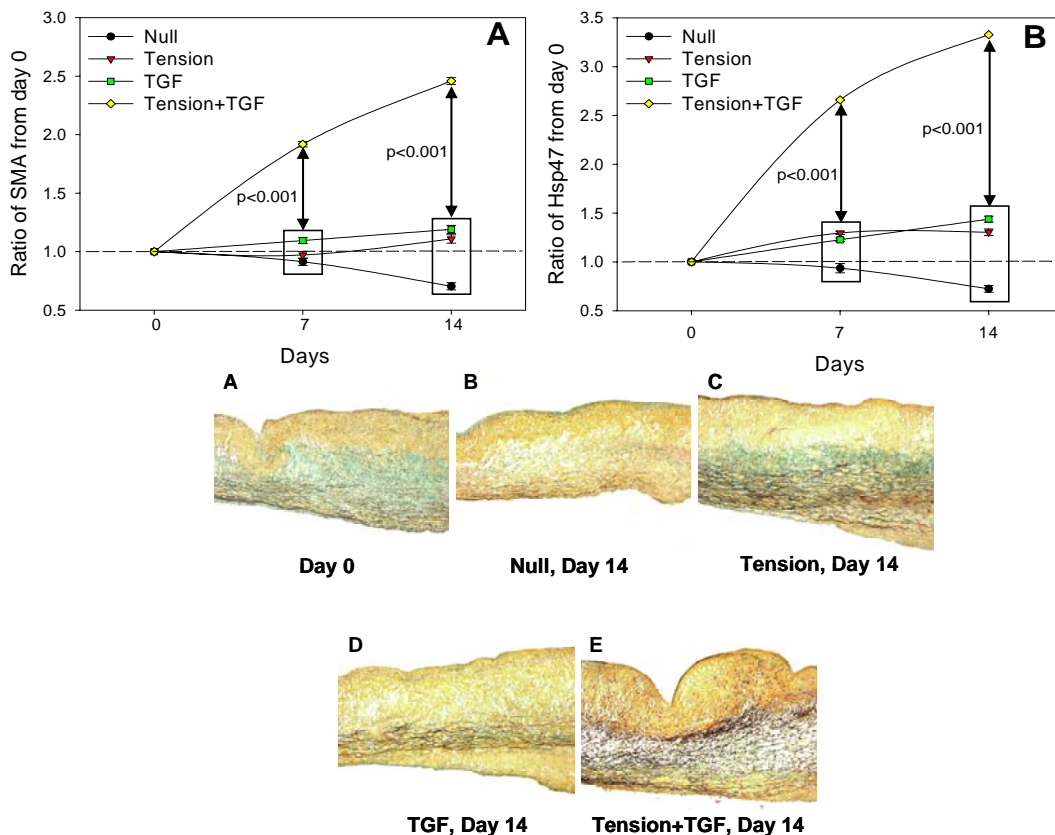 A
Ratio of SMA from day 0
3.0
2.5
2.0
1.5
1.0
0.5
Null
Tension
TGF
Tension+TGF
p<0.001
p<0.001
0 7 14
Days
B
Ratio of Hsp47 from day 0
3.5
3.0
2.5
2.0
1.5
1.0
0.5
Null
Tension
TGF
Tension+TGF
p<0.001
p<0.001
0 7 14
Days
A
Day 0
B
Null, Day 14
C
Tension, Day 14
D
TGF, Day 14
E
Tension+TGF, Day 14